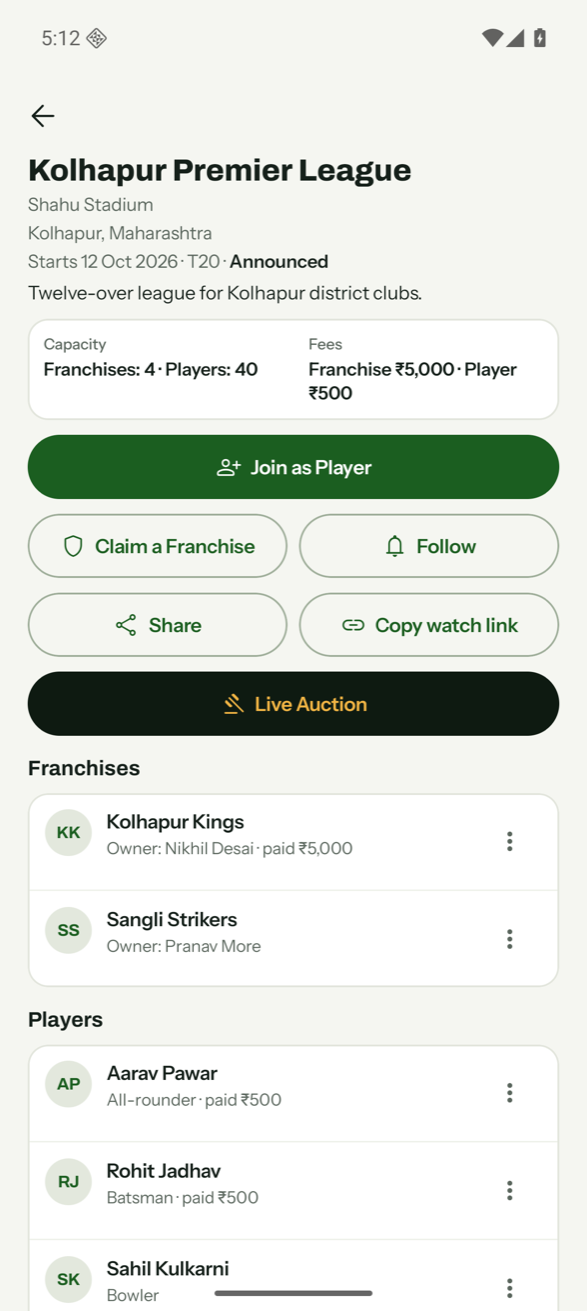 5:12
Kolhapur Premier League
Shahu Stadium
Kolhapur, Maharashtra
Starts 12 Oct 2026 · T20 · Announced
Twelve-over league for Kolhapur district clubs.
Capacity
Franchises: 4 · Players: 40
Fees
Franchise ₹5,000 · Player
₹500
Join as Player
Claim a Franchise
Follow
Share
Copy watch link
Live Auction
Franchises
KK
Kolhapur Kings
Owner: Nikhil Desai · paid ₹5,000
SS
Sangli Strikers
Owner: Pranav More
Players
AP
Aarav Pawar
All-rounder · paid ₹500
RJ
Rohit Jadhav
Batsman · paid ₹500
SK
Sahil Kulkarni
Bowler